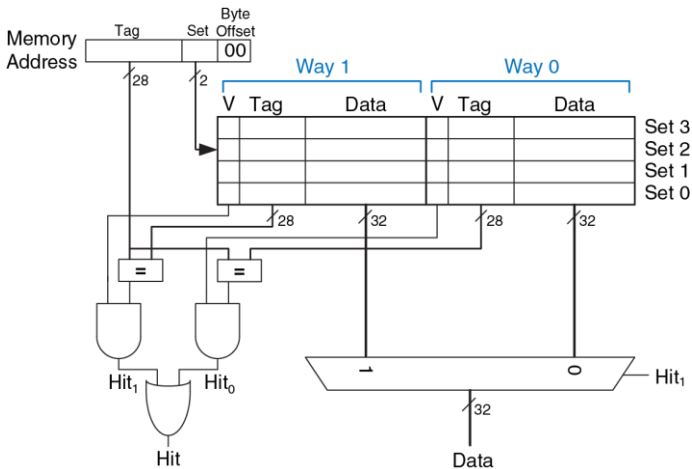 Memory Address
Tag
Set
Byte Offset
00
28
2
Way 1
Way 0
V Tag Data V Tag Data
Set 3
Set 2
Set 1
Set 0
28
32
28
32
=
=
1
0
Hit₁
Hit₁
Hit₀
32
Hit
Data